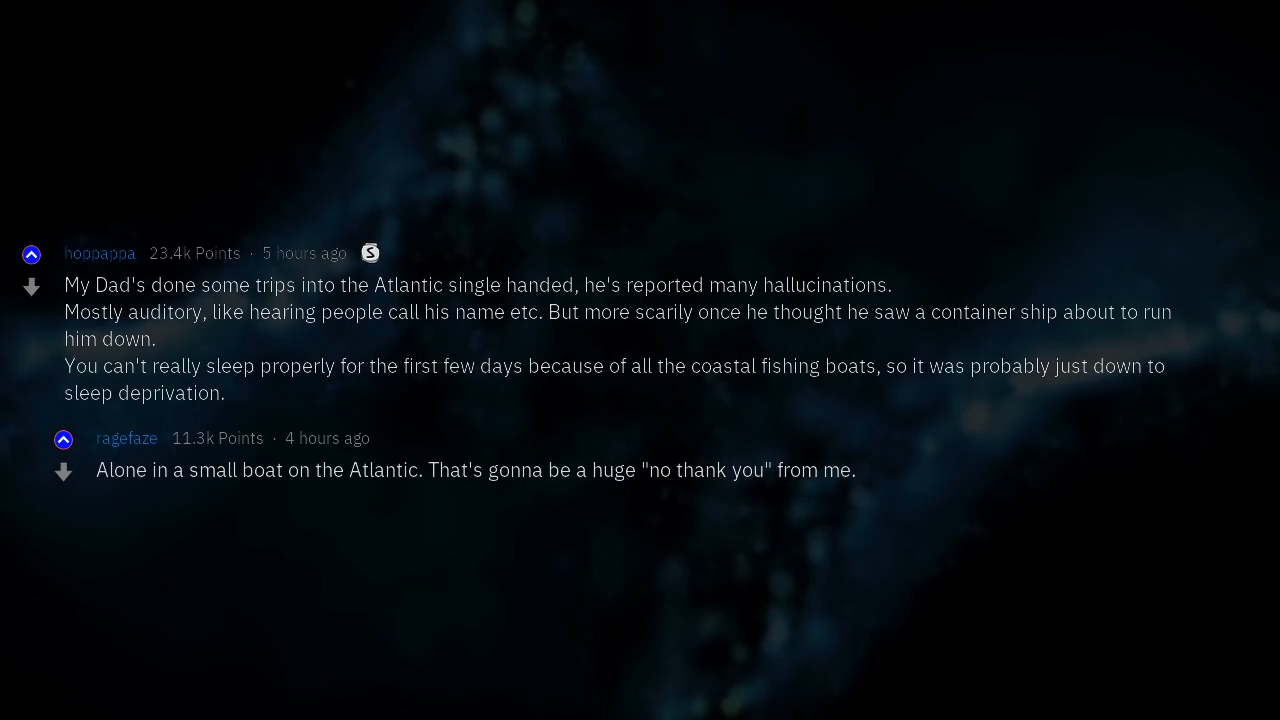 hoppappa 23.4k Points · 5 hours ago S
My Dad's done some trips into the Atlantic single handed, he's reported many hallucinations.
Mostly auditory, like hearing people call his name etc. But more scarily once he thought he saw a container ship about to run
him down.
You can't really sleep properly for the first few days because of all the coastal fishing boats, so it was probably just down to
sleep deprivation.
ragefaze 11.3k Points · 4 hours ago
Alone in a small boat on the Atlantic. That's gonna be a huge "no thank you" from me.